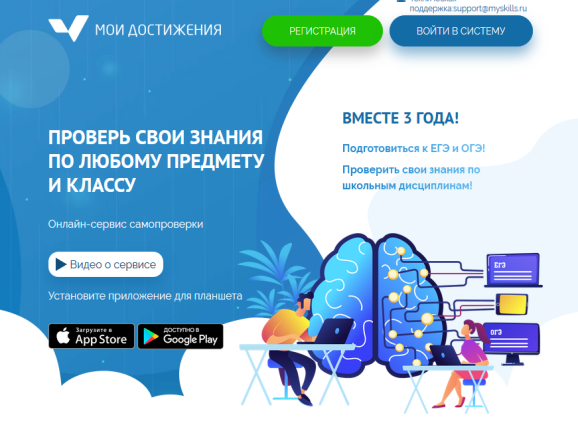 поддержка:support@myskills.ru
МОИ ДОСТИЖЕНИЯ
РЕГИСТРАЦИЯ
ВОЙТИ В СИСТЕМУ
ВМЕСТЕ 3 ГОДА!
Подготовиться к ЕГЭ и ОГЭ!
Проверить свои знания по
школьным дисциплинам!
ПРОВЕРЬ СВОИ ЗНАНИЯ
ПО ЛЮБОМУ ПРЕДМЕТУ
И КЛАССУ
Онлайн-сервис самопроверки
Видео о сервисе
Установите приложение для планшета
Загрузите в
App Store
ДОСТУПНО В
Google Play
ЕГЭ
ОГЭ